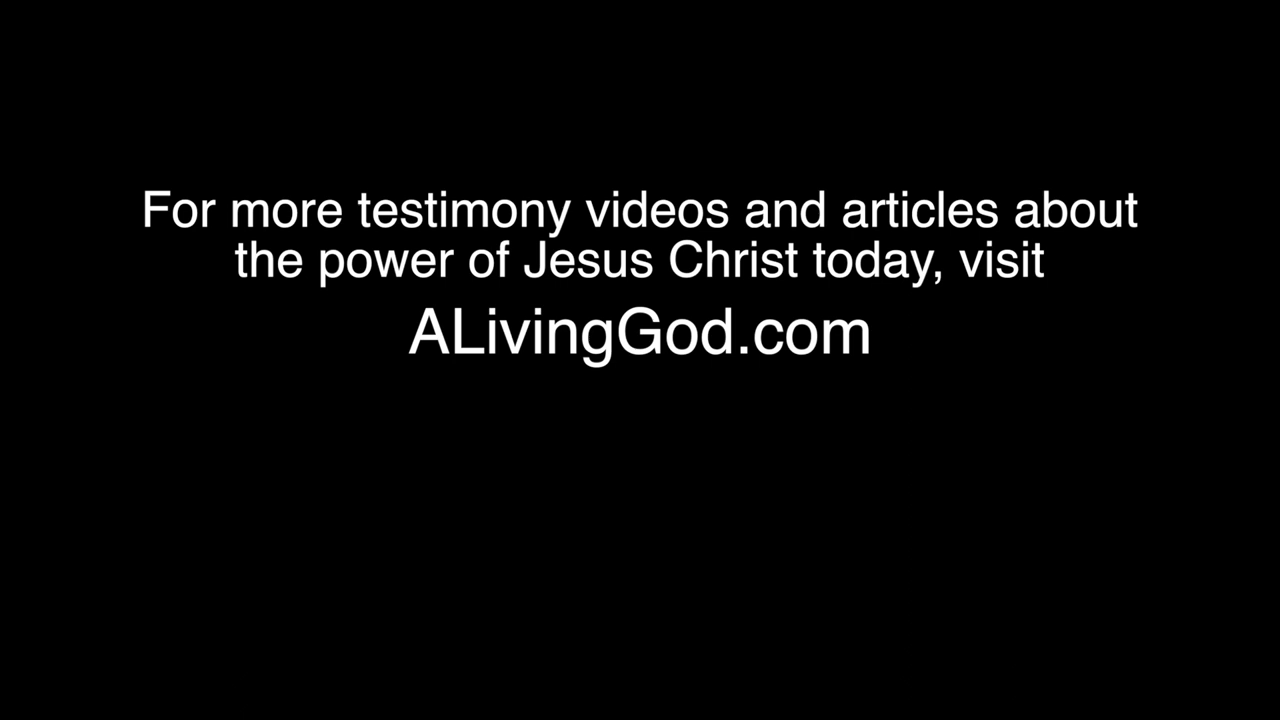 For more testimony videos and articles about
the power of Jesus Christ today, visit
ALivingGod.com